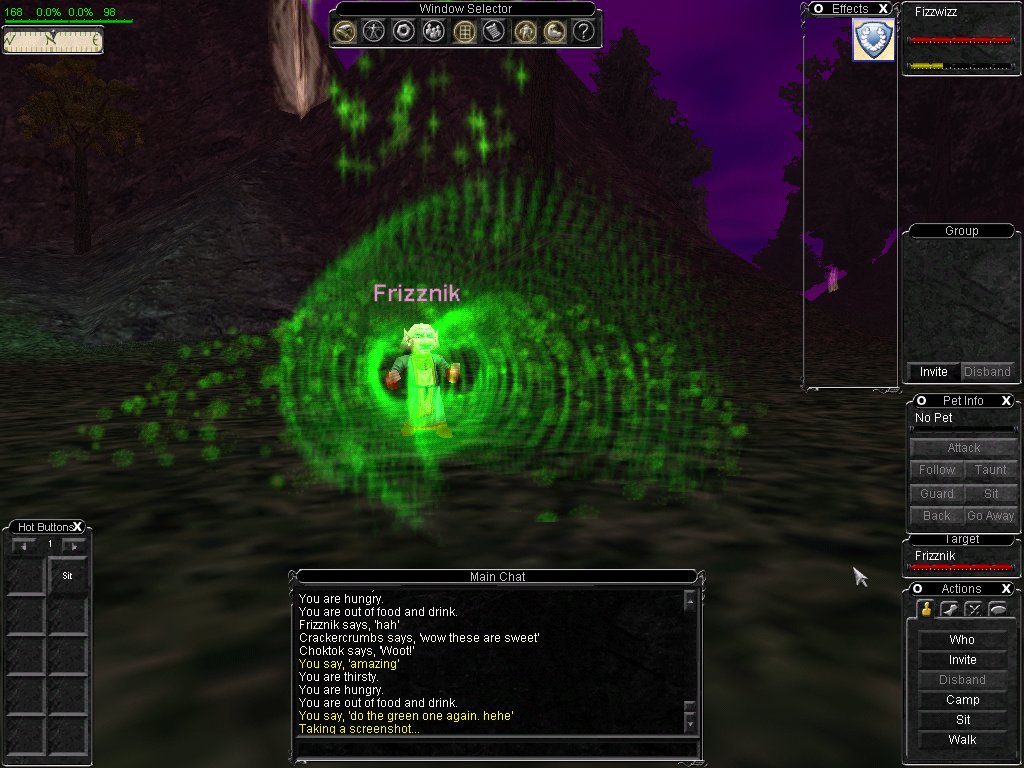 168 0.0% 0.0% 98
W N E
Window Selector
?
Effects X
Fizzwizz
Frizznik
Group
Invite Disband
Pet Info X
No Pet
Attack
Follow Taunt
Guard Sit
Back Go Away
Target
Frizznik
Actions X
Who
Invite
Disband
Camp
Sit
Walk
Hot Buttons X
1
Sit
Main Chat
You are hungry.
You are out of food and drink.
Frizznik says, 'hah'
Crackercrumbs says, 'wow these are sweet'
Choktok says, 'Woot!'
You say, 'amazing'
You are thirsty.
You are hungry.
You are out of food and drink.
You say, 'do the green one again. hehe'
Taking a screenshot...